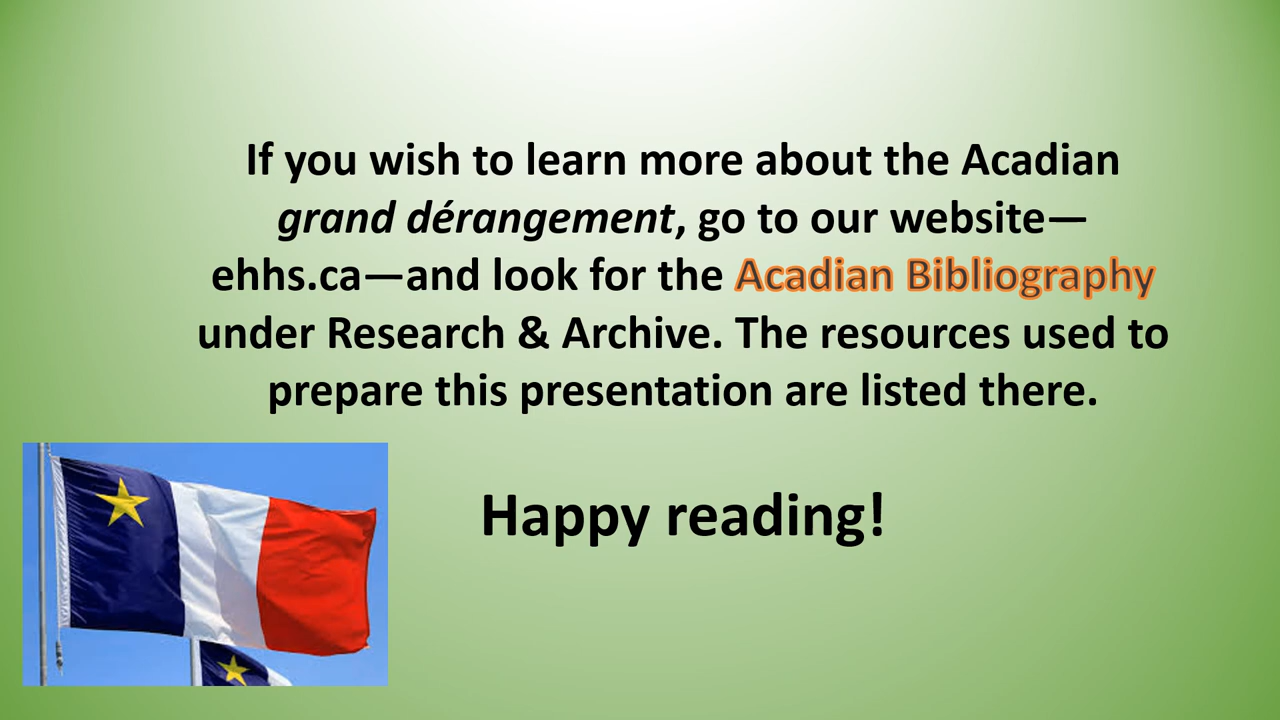 If you wish to learn more about the Acadian
grand dérangement, go to our website—
ehhs.ca—and look for the Acadian Bibliography
under Research & Archive. The resources used to
prepare this presentation are listed there.
Happy reading!